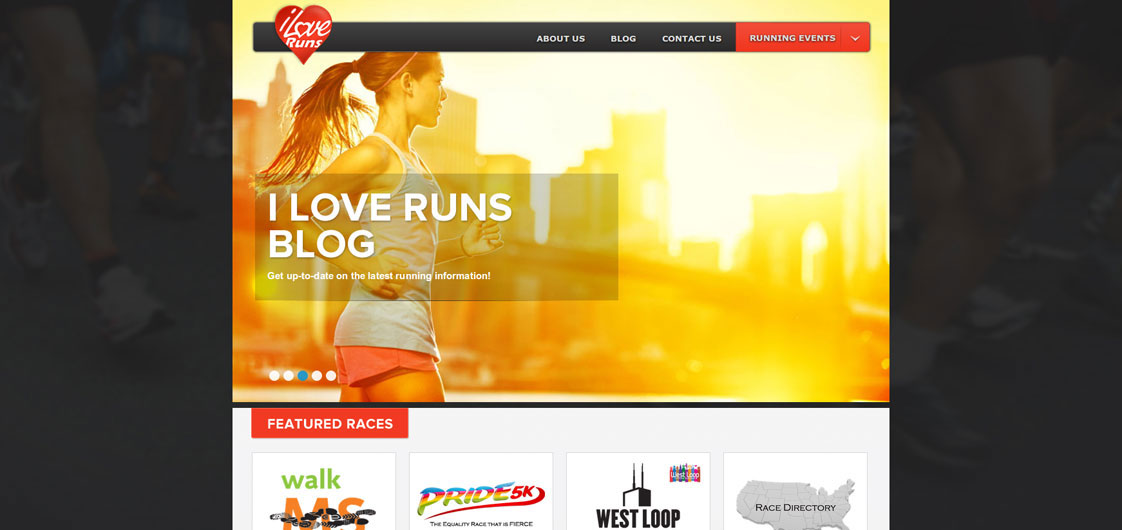 i Love
Runs
ABOUT US
BLOG
CONTACT US
RUNNING EVENTS
I LOVE RUNS
BLOG
Get up-to-date on the latest running information!
FEATURED RACES
walk
MS
PRIDE 5K
THE EQUALITY RACE THAT IS FIERCE
West Loop
WEST LOOP
RACE DIRECTORY